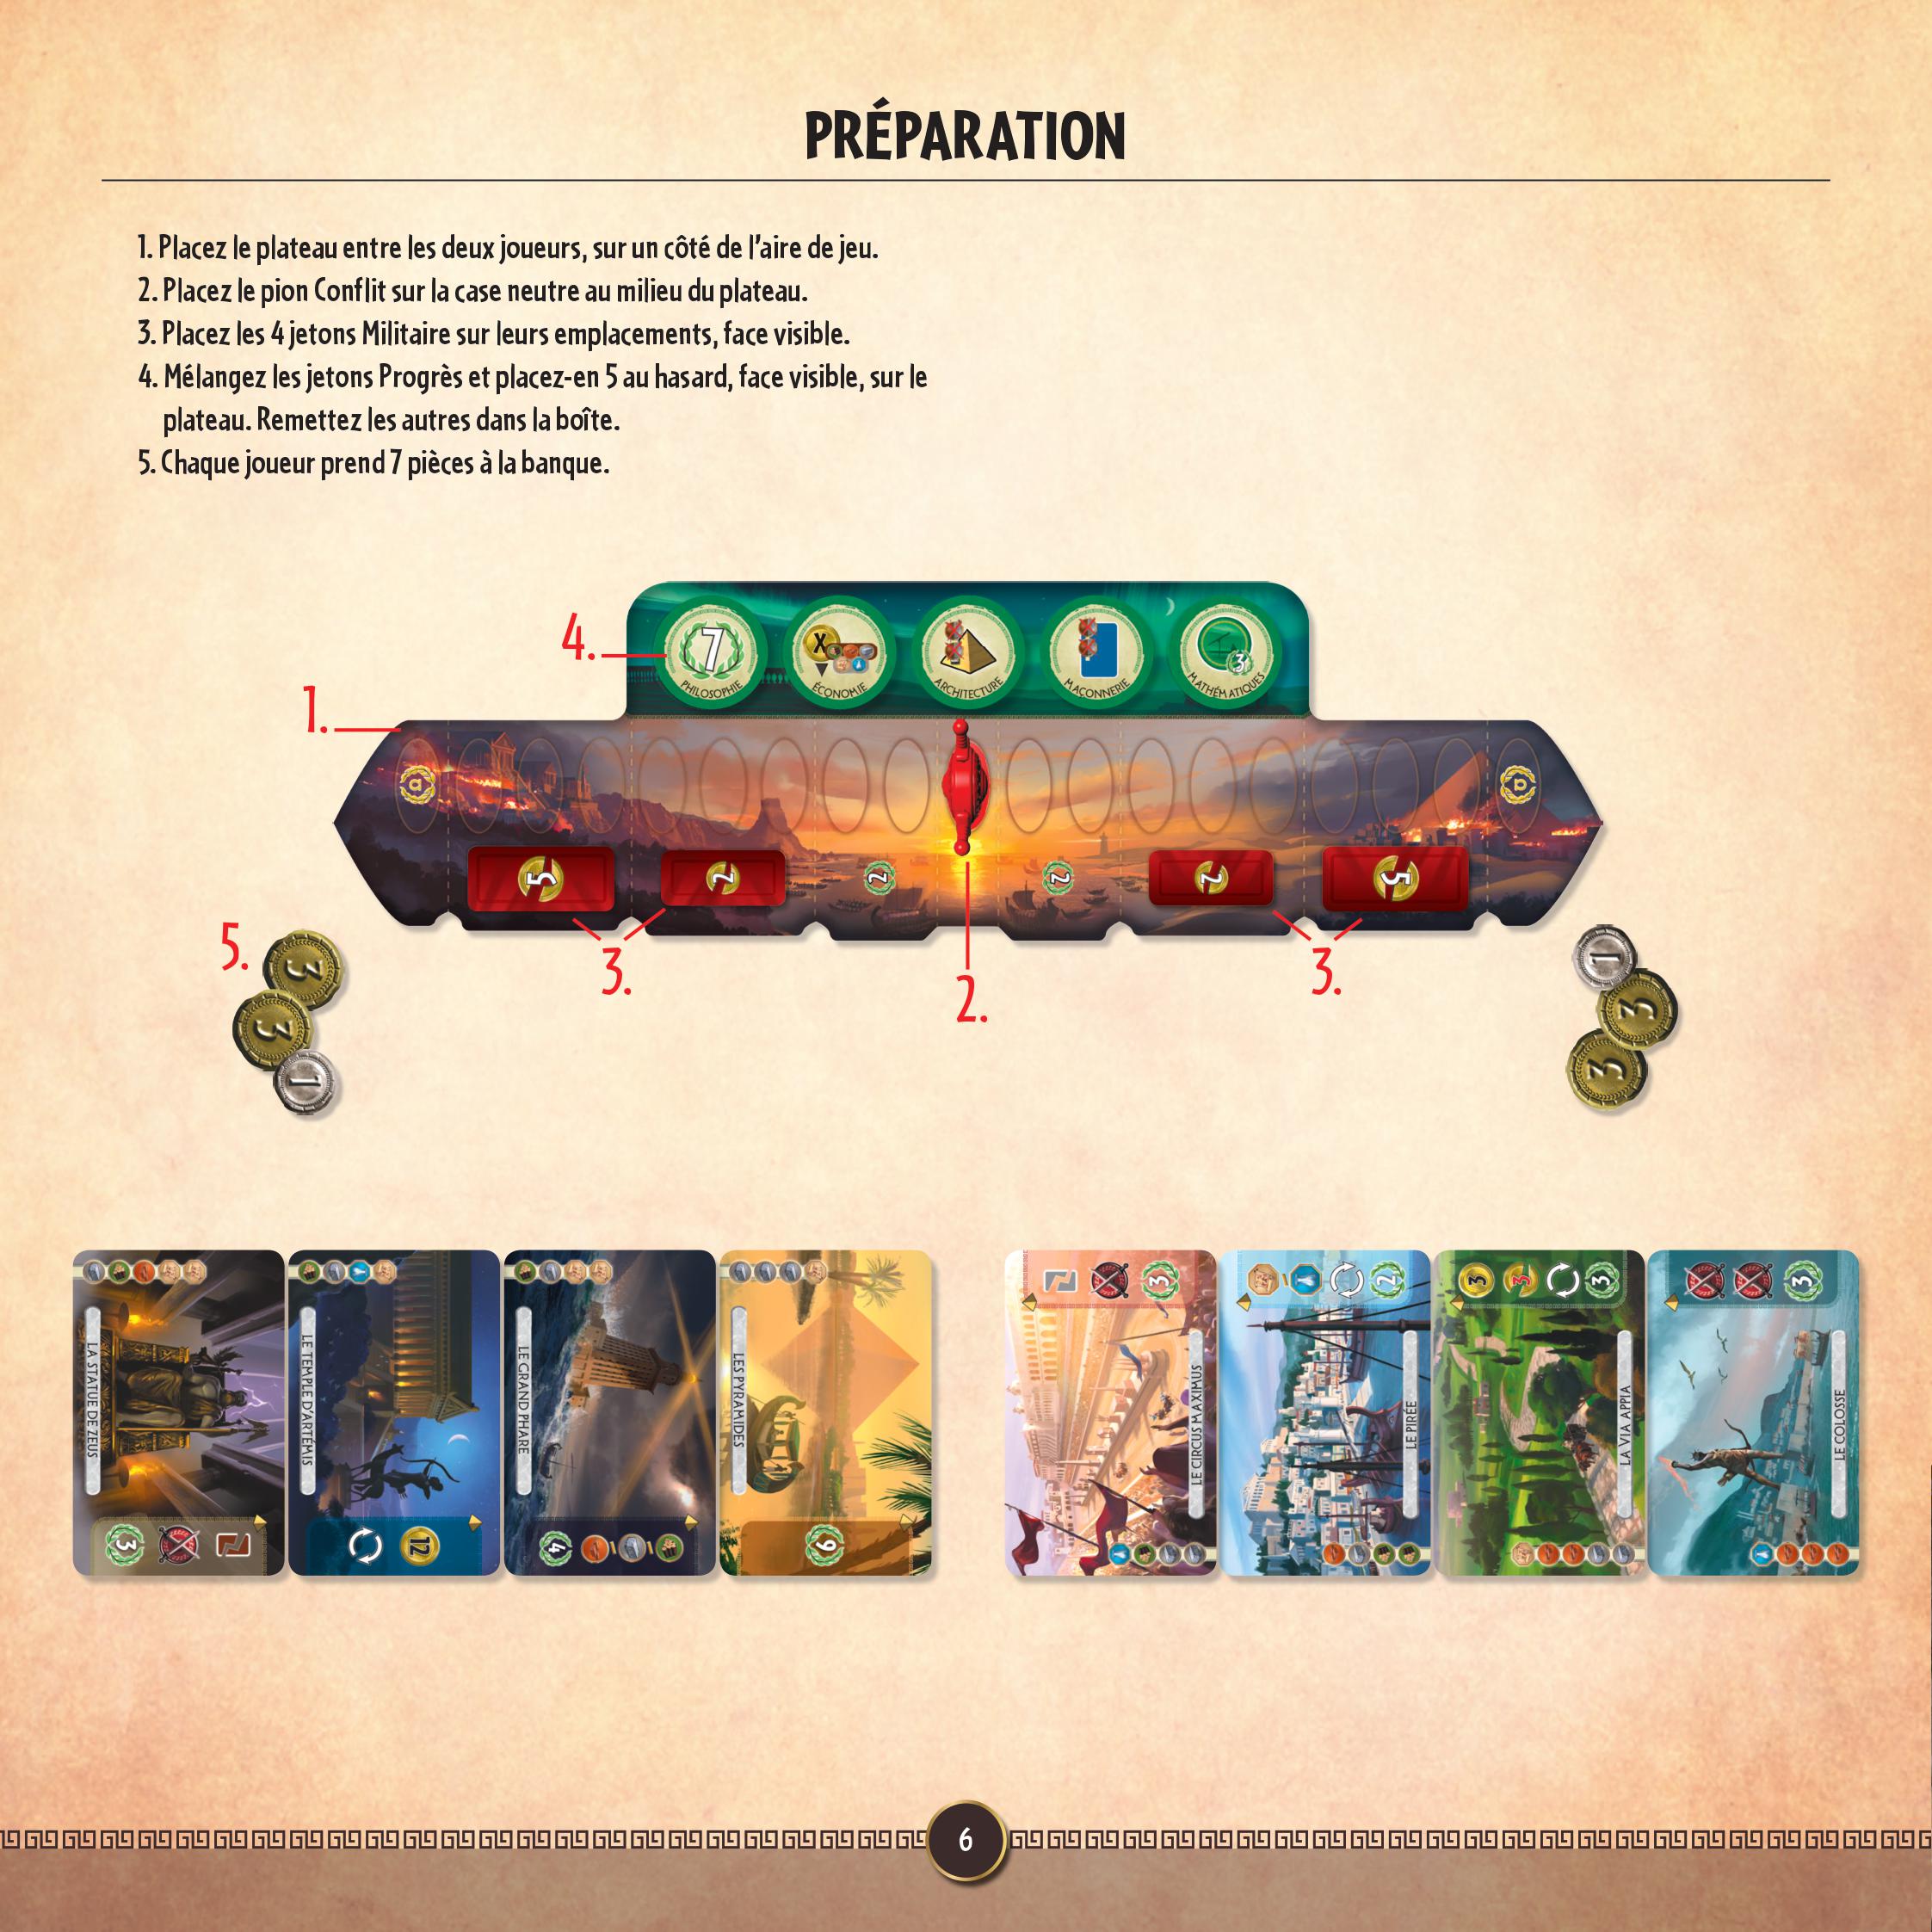 PRÉPARATION
1. Placez le plateau entre les deux joueurs, sur un côté de l'aire de jeu.
2. Placez le pion Conflit sur la case neutre au milieu du plateau.
3. Placez les 4 jetons Militaire sur leurs emplacements, face visible.
4. Mélangez les jetons Progrès et placez-en 5 au hasard, face visible, sur le
plateau. Remettez les autres dans la boîte.
5. Chaque joueur prend 7 pièces à la banque.
4.
7
PHILOSOPHIE
X
ÉCONOMIE
ARCHITECTURE
MAÇONNERIE
3
MATHÉMATIQUES
1.
5
2
2
2
2
5
3.
2.
3.
5.
3
3
1
1
3
3
LA STATUE DE ZEUS
3
LE TEMPLE D'ARTÉMIS
12
LE GRAND PHARE
4
LES PYRAMIDES
9
3
LE CIRCUS MAXIMUS
2
LE PIRÉE
3
3
3
LA VIA APPIA
3
LE COLOSSE
6